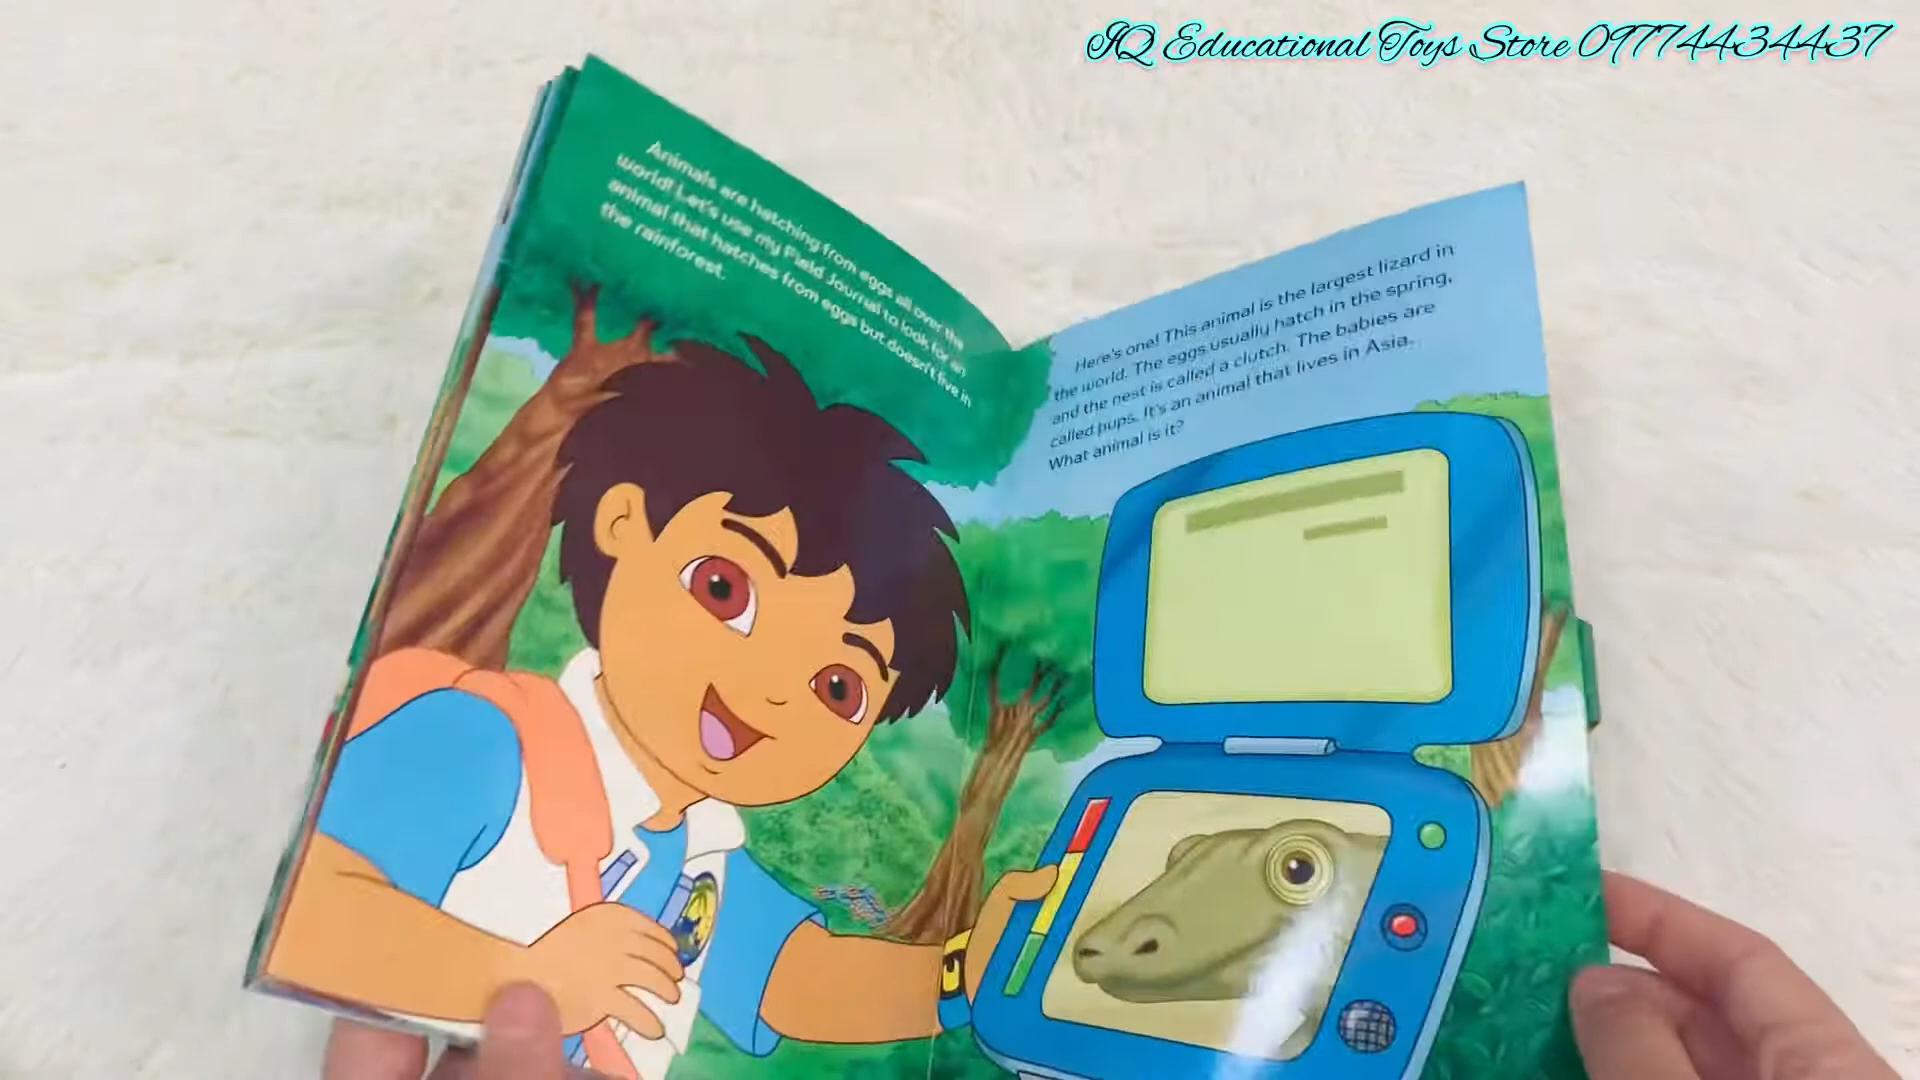 IQ Educational Toys Store 09774434437
Animals are hatching from eggs all over the
world! Let's use my Field Journal to look for an
animal that hatches from eggs but doesn't live in
the rainforest.
Here's one! This animal is the largest lizard in
the world. The eggs usually hatch in the spring,
and the nest is called a clutch. The babies are
called pups. It's an animal that lives in Asia.
What animal is it?